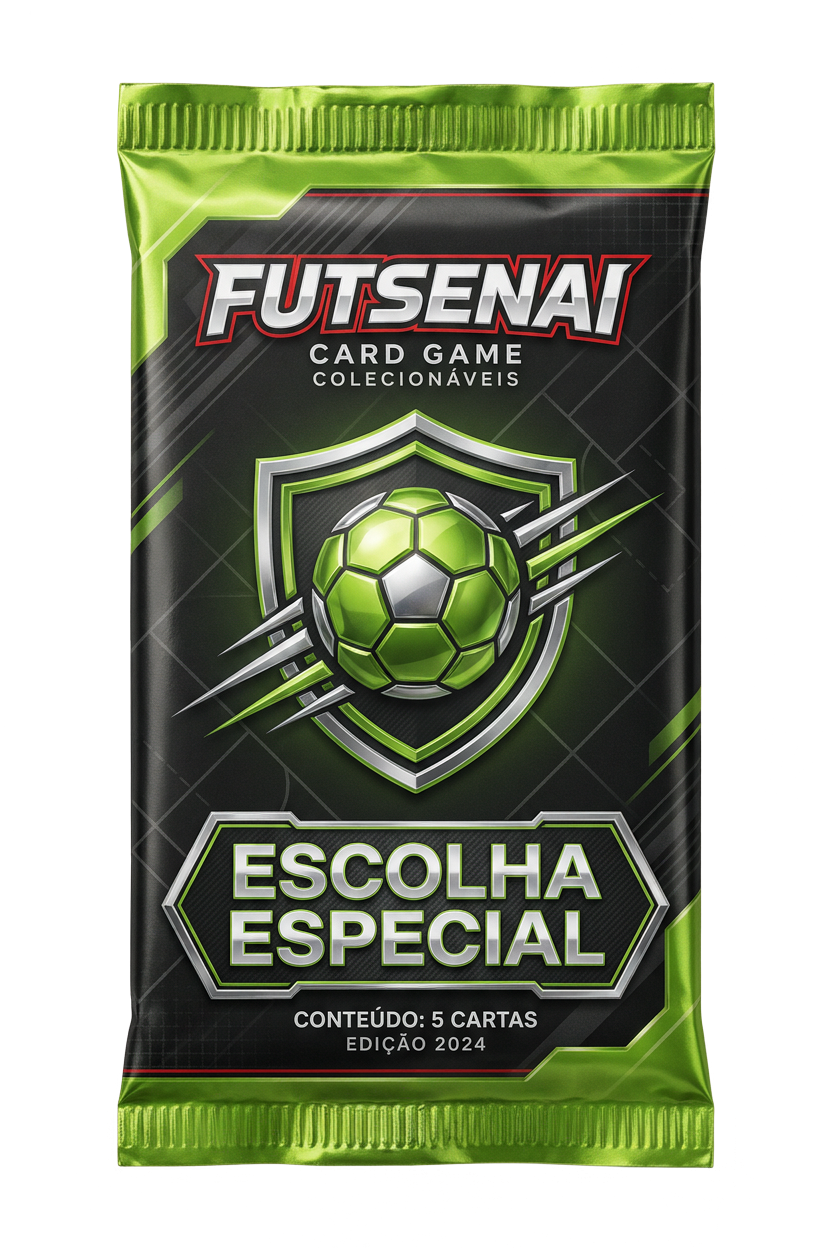 FUTSENAI
CARD GAME
COLECIONÁVEIS
ESCOLHA
ESPECIAL
CONTEÚDO: 5 CARTAS
EDIÇÃO 2024